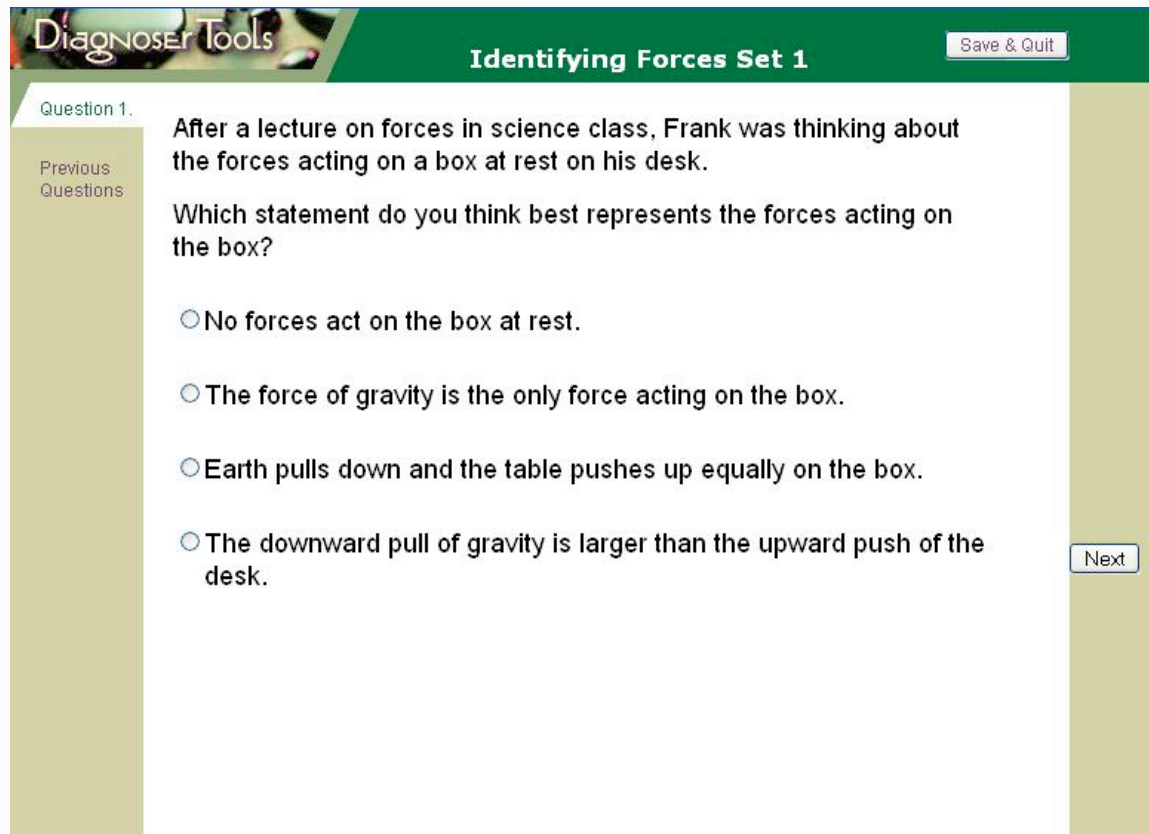 Diagnoser Tools
Identifying Forces Set 1
Save & Quit
Question 1.
Previous
Questions
After a lecture on forces in science class, Frank was thinking about
the forces acting on a box at rest on his desk.
Which statement do you think best represents the forces acting on
the box?
No forces act on the box at rest.
The force of gravity is the only force acting on the box.
Earth pulls down and the table pushes up equally on the box.
The downward pull of gravity is larger than the upward push of the
desk.
Next